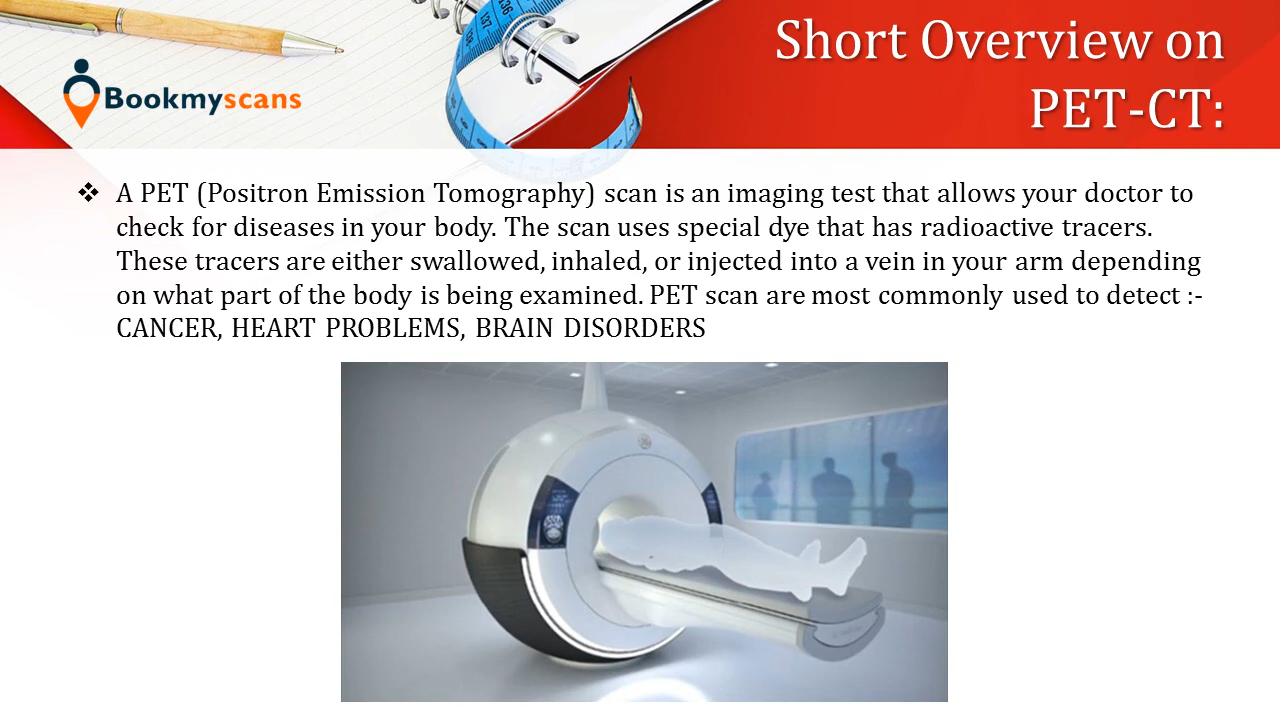 137
136
138
Bookmyscans
Short Overview on
PET-CT:
❖ A PET (Positron Emission Tomography) scan is an imaging test that allows your doctor to
check for diseases in your body. The scan uses special dye that has radioactive tracers.
These tracers are either swallowed, inhaled, or injected into a vein in your arm depending
on what part of the body is being examined. PET scan are most commonly used to detect :-
CANCER, HEART PROBLEMS, BRAIN DISORDERS